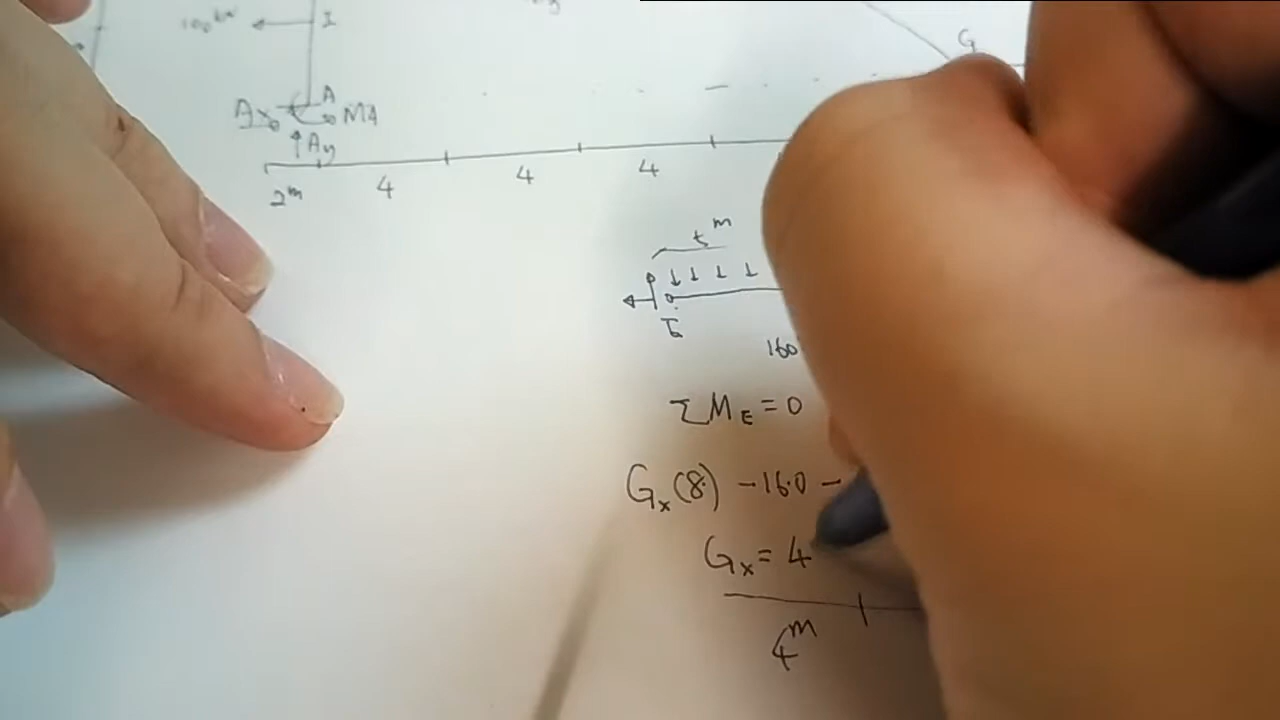 100kN
I
G
A
Ax
MA
Ay
2m
4
4
4
E
160
ΣME=0
Gx(8) -160 -
Gx= 4
4m